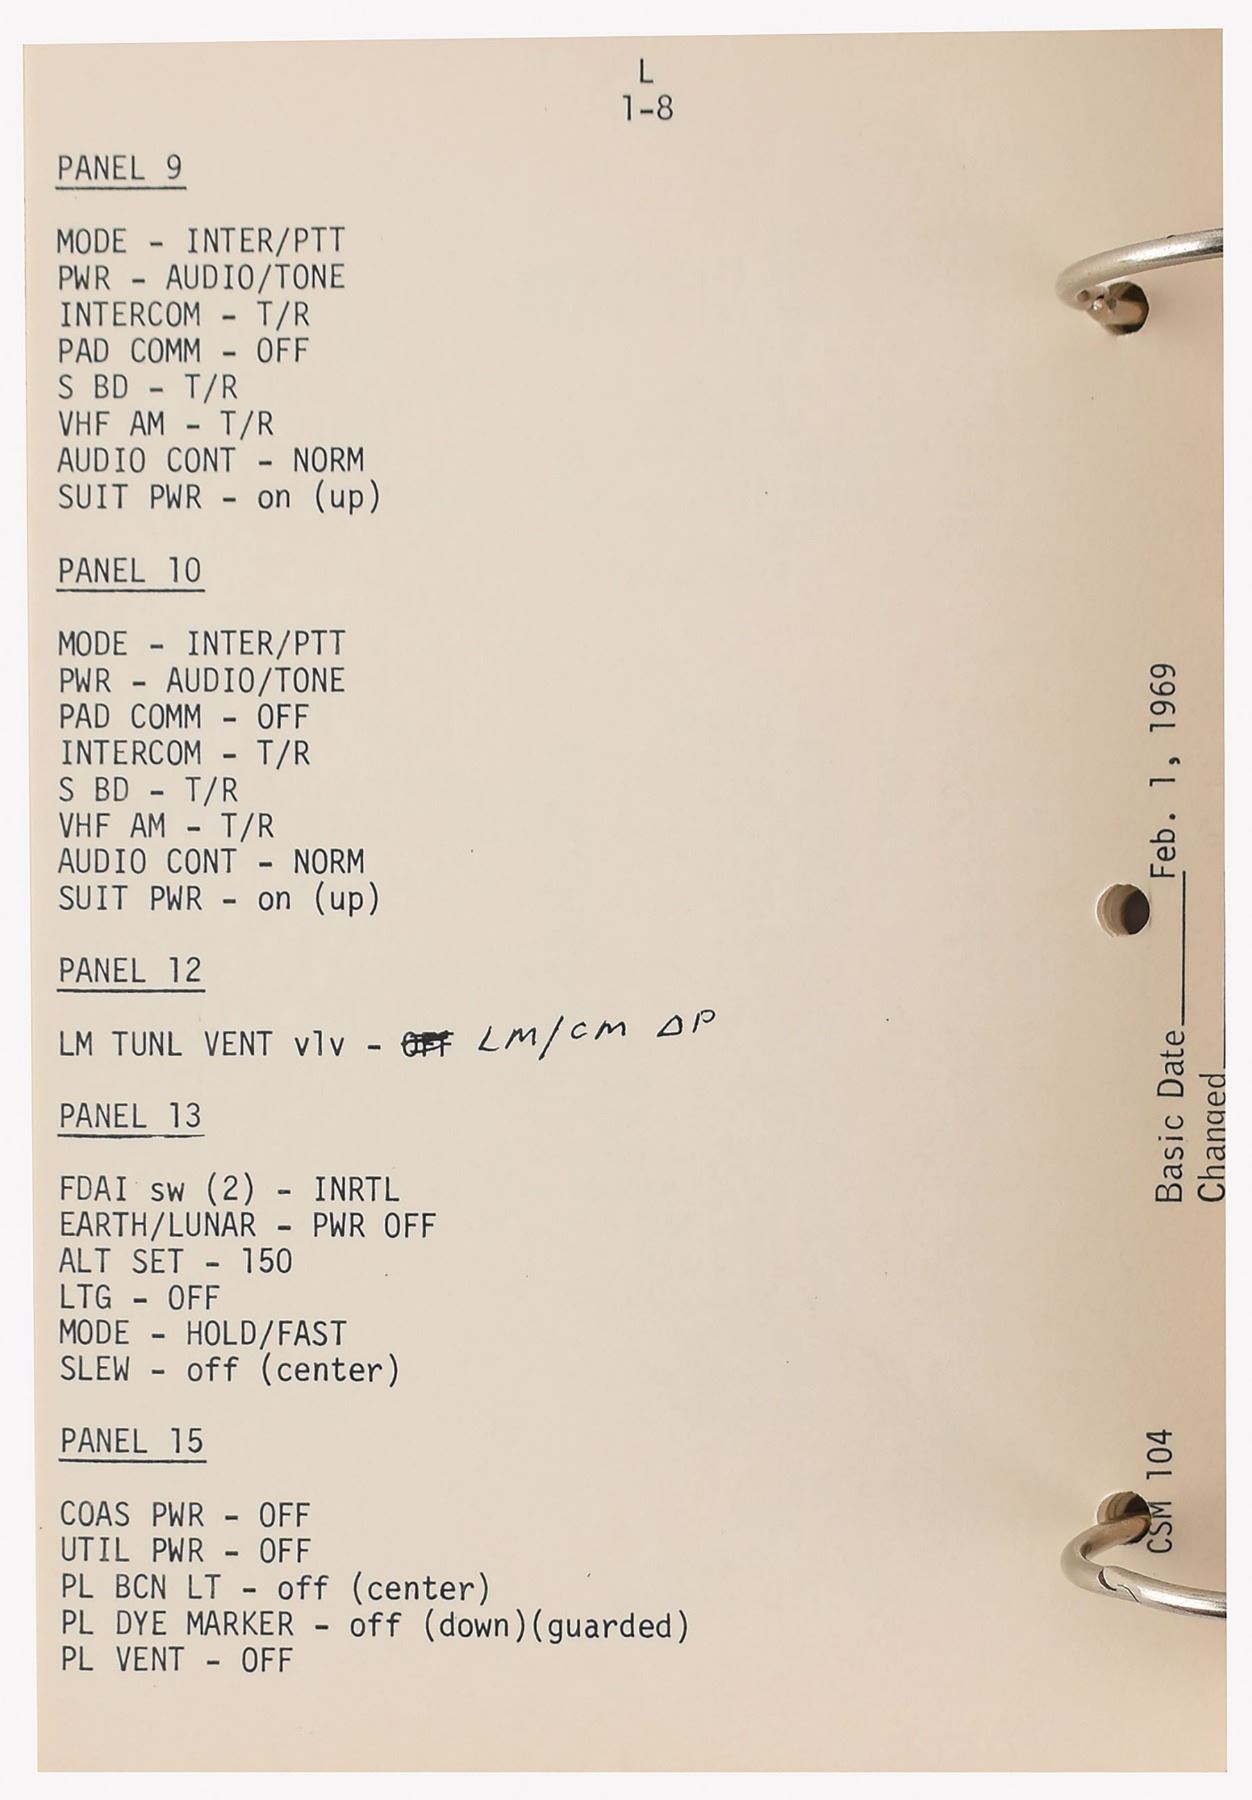 L
1-8
PANEL 9
MODE - INTER/PTT
PWR - AUDIO/TONE
INTERCOM - T/R
PAD COMM - OFF
S BD - T/R
VHF AM - T/R
AUDIO CONT - NORM
SUIT PWR - on (up)
PANEL 10
MODE - INTER/PTT
PWR - AUDIO/TONE
PAD COMM - OFF
INTERCOM - T/R
S BD - T/R
VHF AM - T/R
AUDIO CONT - NORM
SUIT PWR - on (up)
PANEL 12
LM TUNL VENT vlv - OFF LM/CM ΔP
PANEL 13
FDAI sw (2) - INRTL
EARTH/LUNAR - PWR OFF
ALT SET - 150
LTG - OFF
MODE - HOLD/FAST
SLEW - off (center)
PANEL 15
COAS PWR - OFF
UTIL PWR - OFF
PL BCN LT - off (center)
PL DYE MARKER - off (down)(guarded)
PL VENT - OFF
CSM 104
Basic Date Feb. 1, 1969
Changed